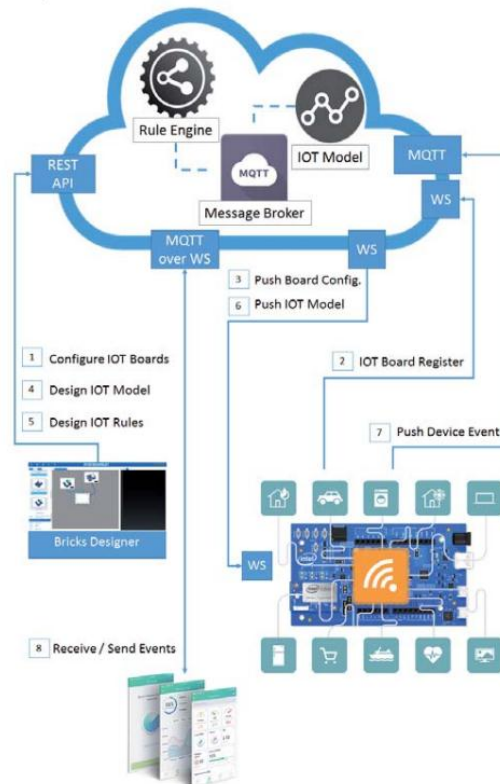 Rule Engine
IOT Model
MQTT
Message Broker
REST
API
MQTT
WS
MQTT
over WS
WS
3 Push Board Config.
6 Push IOT Model
1 Configure IOT Boards
4 Design IOT Model
5 Design IOT Rules
2 IOT Board Register
7 Push Device Event
Bricks Designer
WS
8 Receive / Send Events